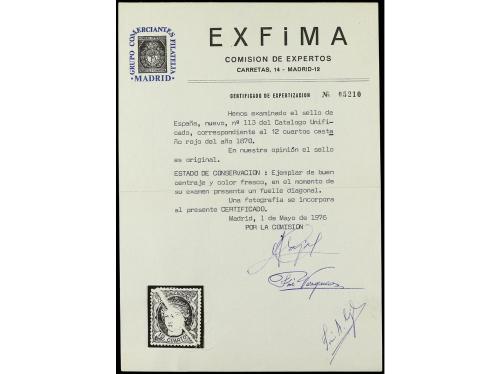 GRUPO COMERCIANTES FILATELIA
·MADRID·
EXFiMA
COMISION DE EXPERTOS
CARRETAS, 14 - MADRID-12
CERTIFICADO DE EXPERTIZACION Nº 05210
Hemos examinado el sello de
España, nuevo, nº 113 del Catalogo Unifi-
cado, correspondiente al 12 cuartos casta
ño rojo del año 1870.
En nuestra opinión el sello
es original.
ESTADO DE CONSERVACION : Ejemplar de buen
centraje y color fresco, en el momento de
su examen presente un fuelle diagonal.
Una fotografía se incorpora
al presente CERTIFICADO.
Madrid, 1 de Mayo de 1976
POR LA COMISION